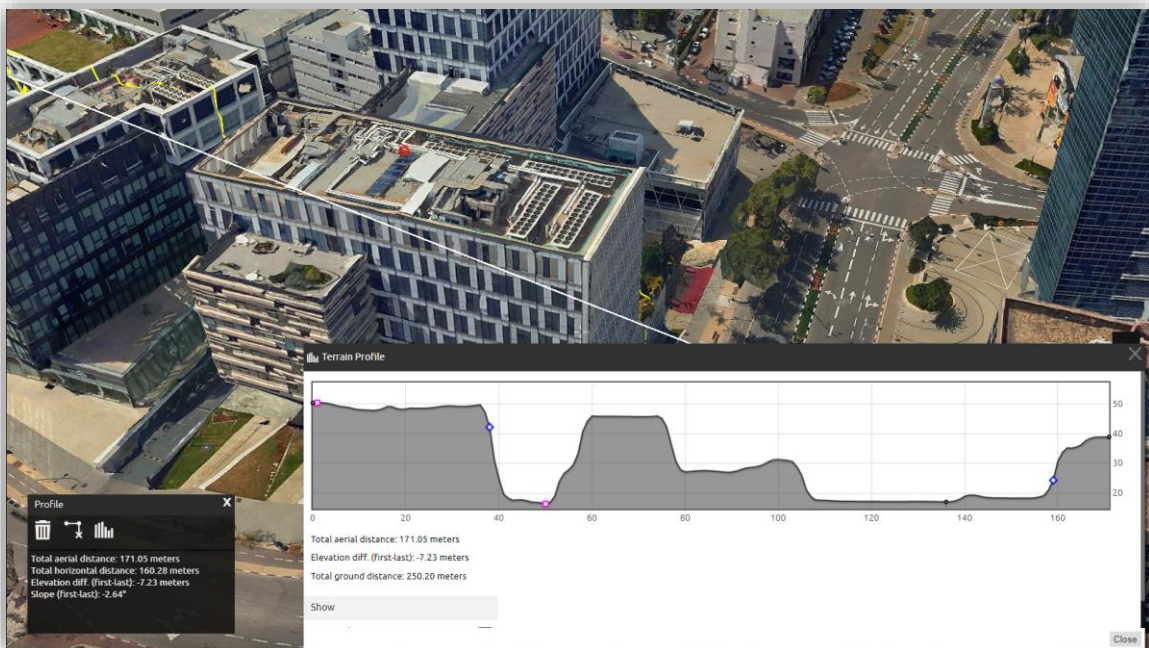 Terrain Profile
50
40
30
20
0 20 40 60 80 100 120 140 160
Total aerial distance: 171.05 meters
Elevation diff. (first-last): -7.23 meters
Total ground distance: 250.20 meters
Show
Close
Profile X
Total aerial distance: 171.05 meters
Total horizontal distance: 160.28 meters
Elevation diff. (first-last): -7.23 meters
Slope (first-last): -2.64°